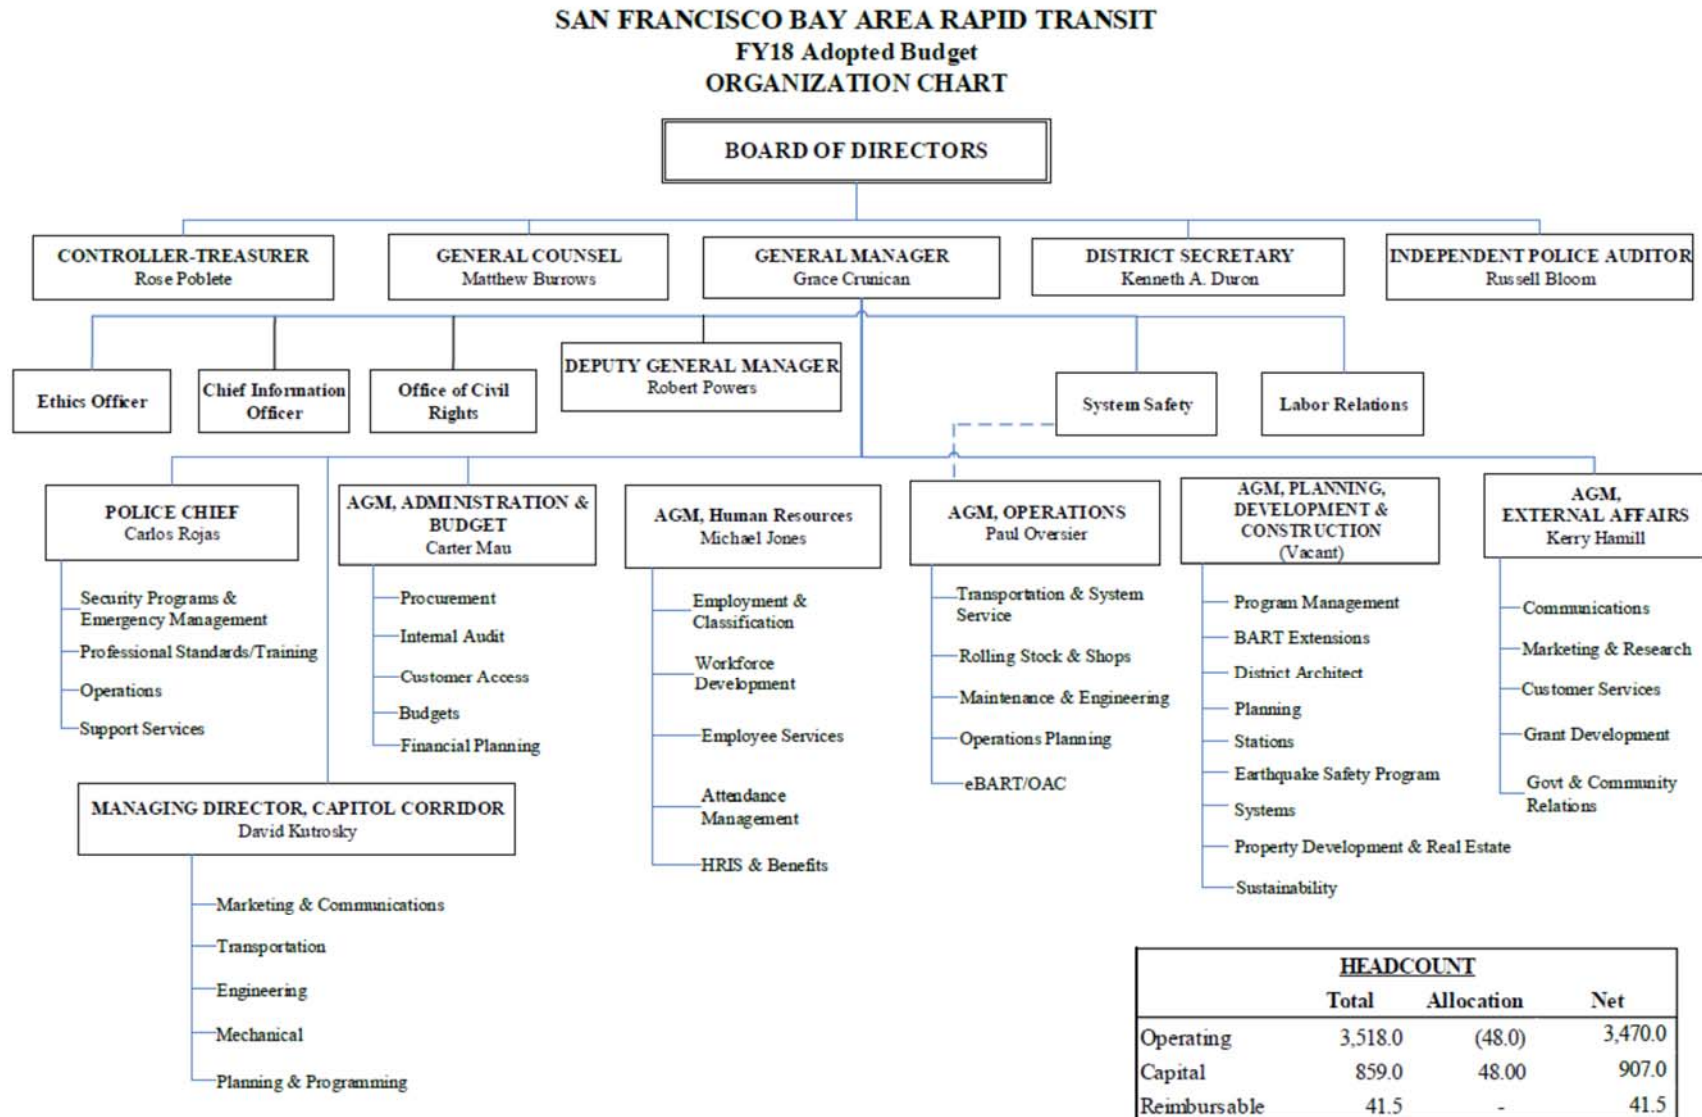 SAN FRANCISCO BAY AREA RAPID TRANSIT
FY18 Adopted Budget
ORGANIZATION CHART
BOARD OF DIRECTORS
CONTROLLER-TREASURER
Rose Poblete
GENERAL COUNSEL
Matthew Burrows
GENERAL MANAGER
Grace Crunican
DISTRICT SECRETARY
Kenneth A. Duron
INDEPENDENT POLICE AUDITOR
Russell Bloom
Ethics Officer
Chief Information
Officer
Office of Civil
Rights
DEPUTY GENERAL MANAGER
Robert Powers
System Safety
Labor Relations
POLICE CHIEF
Carlos Rojas
Security Programs &
Emergency Management
Professional Standards/Training
Operations
Support Services
AGM, ADMINISTRATION &
BUDGET
Carter Mau
Procurement
Internal Audit
Customer Access
Budgets
Financial Planning
AGM, Human Resources
Michael Jones
Employment &
Classification
Workforce
Development
Employee Services
Attendance
Management
HRIS & Benefits
AGM, OPERATIONS
Paul Oversier
Transportation & System
Service
Rolling Stock & Shops
Maintenance & Engineering
Operations Planning
eBART/OAC
AGM, PLANNING,
DEVELOPMENT &
CONSTRUCTION
(Vacant)
Program Management
BART Extensions
District Architect
Planning
Stations
Earthquake Safety Program
Systems
Property Development & Real Estate
Sustainability
AGM,
EXTERNAL AFFAIRS
Kerry Hamill
Communications
Marketing & Research
Customer Services
Grant Development
Govt & Community
Relations
MANAGING DIRECTOR, CAPITOL CORRIDOR
David Kutrosky
Marketing & Communications
Transportation
Engineering
Mechanical
Planning & Programming
HEADCOUNT
Total Allocation Net
Operating 3,518.0 (48.0) 3,470.0
Capital 859.0 48.00 907.0
Reimbursable 41.5 - 41.5